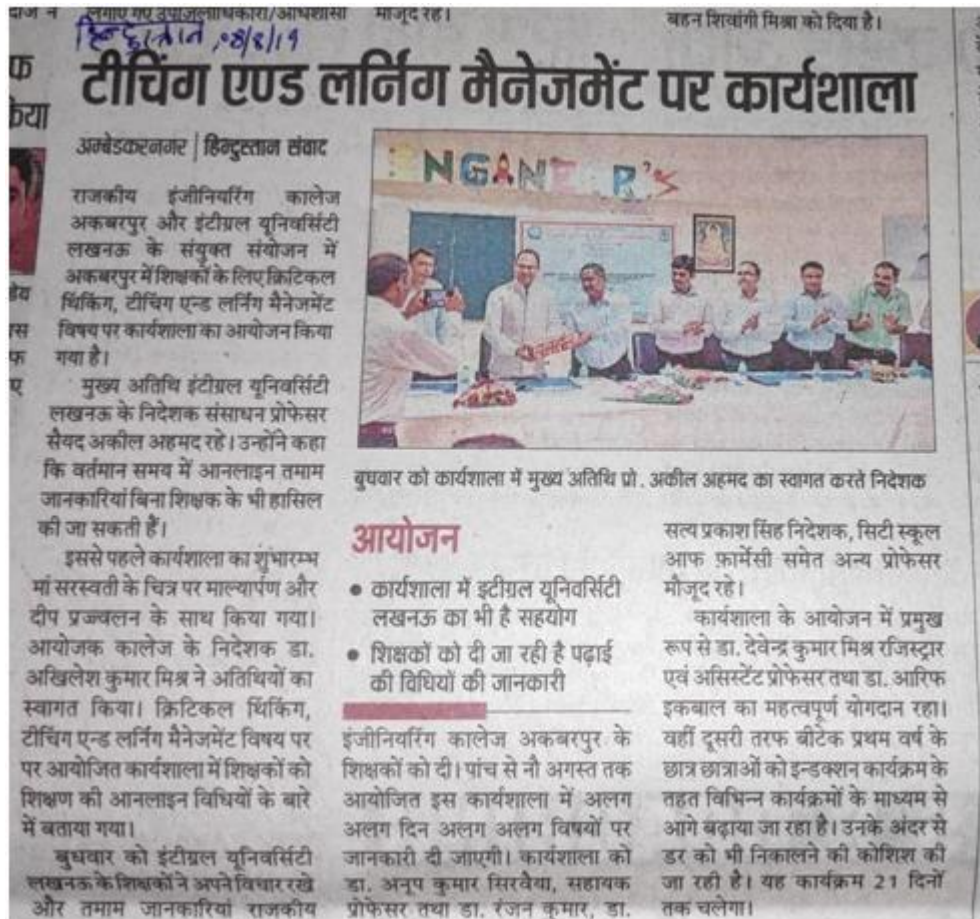 लगाए गए उपजिलाधिकारी/अधिशासी
मौजूद रहे।
बहन शिवांगी मिश्रा को दिया है।
हिन्दुस्तान, 08/8/19
टीचिंग एण्ड लर्निग मैनेजमेंट पर कार्यशाला
अम्बेडकरनगर | हिन्दुस्तान संवाद
राजकीय इंजीनियरिंग कालेज
अकबरपुर और इंटीग्रल यूनिवर्सिटी
लखनऊ के संयुक्त संयोजन में
अकबरपुर में शिक्षकों के लिए क्रिटिकल
थिंकिंग, टीचिंग एन्ड लर्निग मैनेजमेंट
विषय पर कार्यशाला का आयोजन किया
गया है।
मुख्य अतिथि इंटीग्रल यूनिवर्सिटी
लखनऊ के निदेशक संसाधन प्रोफेसर
सैयद अकील अहमद रहे। उन्होंने कहा
कि वर्तमान समय में आनलाइन तमाम
जानकारियां बिना शिक्षक के भी हासिल
की जा सकती हैं।
इससे पहले कार्यशाला का शुंभारम्भ
मां सरस्वती के चित्र पर माल्यार्पण और
दीप प्रज्ज्वलन के साथ किया गया।
आयोजक कालेज के निदेशक डा.
अखिलेश कुमार मिश्र ने अतिथियों का
स्वागत किया। क्रिटिकल थिंकिंग,
टीचिंग एन्ड लर्निग मैनेजमेंट विषय पर
पर आयोजित कार्यशाला में शिक्षकों को
शिक्षण की आनलाइन विधियों के बारे
में बताया गया।
बुधवार को इंटीग्रल यूनिवर्सिटी
लखनऊ के शिक्षकों ने अपने विचार रखे
और तमाम जानकारियां राजकीय
ENGANEER'S
बुधवार को कार्यशाला में मुख्य अतिथि प्रो. अकील अहमद का स्वागत करते निदेशक
आयोजन
• कार्यशाला में इटीग्रल यूनिवर्सिटी
लखनऊ का भी है सहयोग
• शिक्षकों को दी जा रही है पढ़ाई
की विधियों की जानकारी
इंजीनियरिंग कालेज अकबरपुर के
शिक्षकों को दी। पांच से नौ अगस्त तक
आयोजित इस कार्यशाला में अलग
अलग दिन अलग अलग विषयों पर
जानकारी दी जाएगी। कार्यशाला को
डा. अनूप कुमार सिरवैया, सहायक
प्रोफेसर तथा डा. रंजन कुमार, डा.
सत्य प्रकाश सिंह निदेशक, सिटी स्कूल
आफ फ़ार्मेसी समेत अन्य प्रोफेसर
मौजूद रहे।
कार्यशाला के आयोजन में प्रमुख
रूप से डा. देवेन्द्र कुमार मिश्र रजिस्ट्रार
एवं असिस्टेंट प्रोफेसर तथा डा. आरिफ
इकबाल का महत्वपूर्ण योगदान रहा।
वहीं दूसरी तरफ बीटेक प्रथम वर्ष के
छात्र छात्राओं को इन्डक्शन कार्यक्रम के
तहत विभिन्न कार्यक्रमों के माध्यम से
आगे बढ़ाया जा रहा है। उनके अंदर से
डर को भी निकालने की कोशिश की
जा रही है। यह कार्यक्रम 21 दिनों
तक चलेगा।